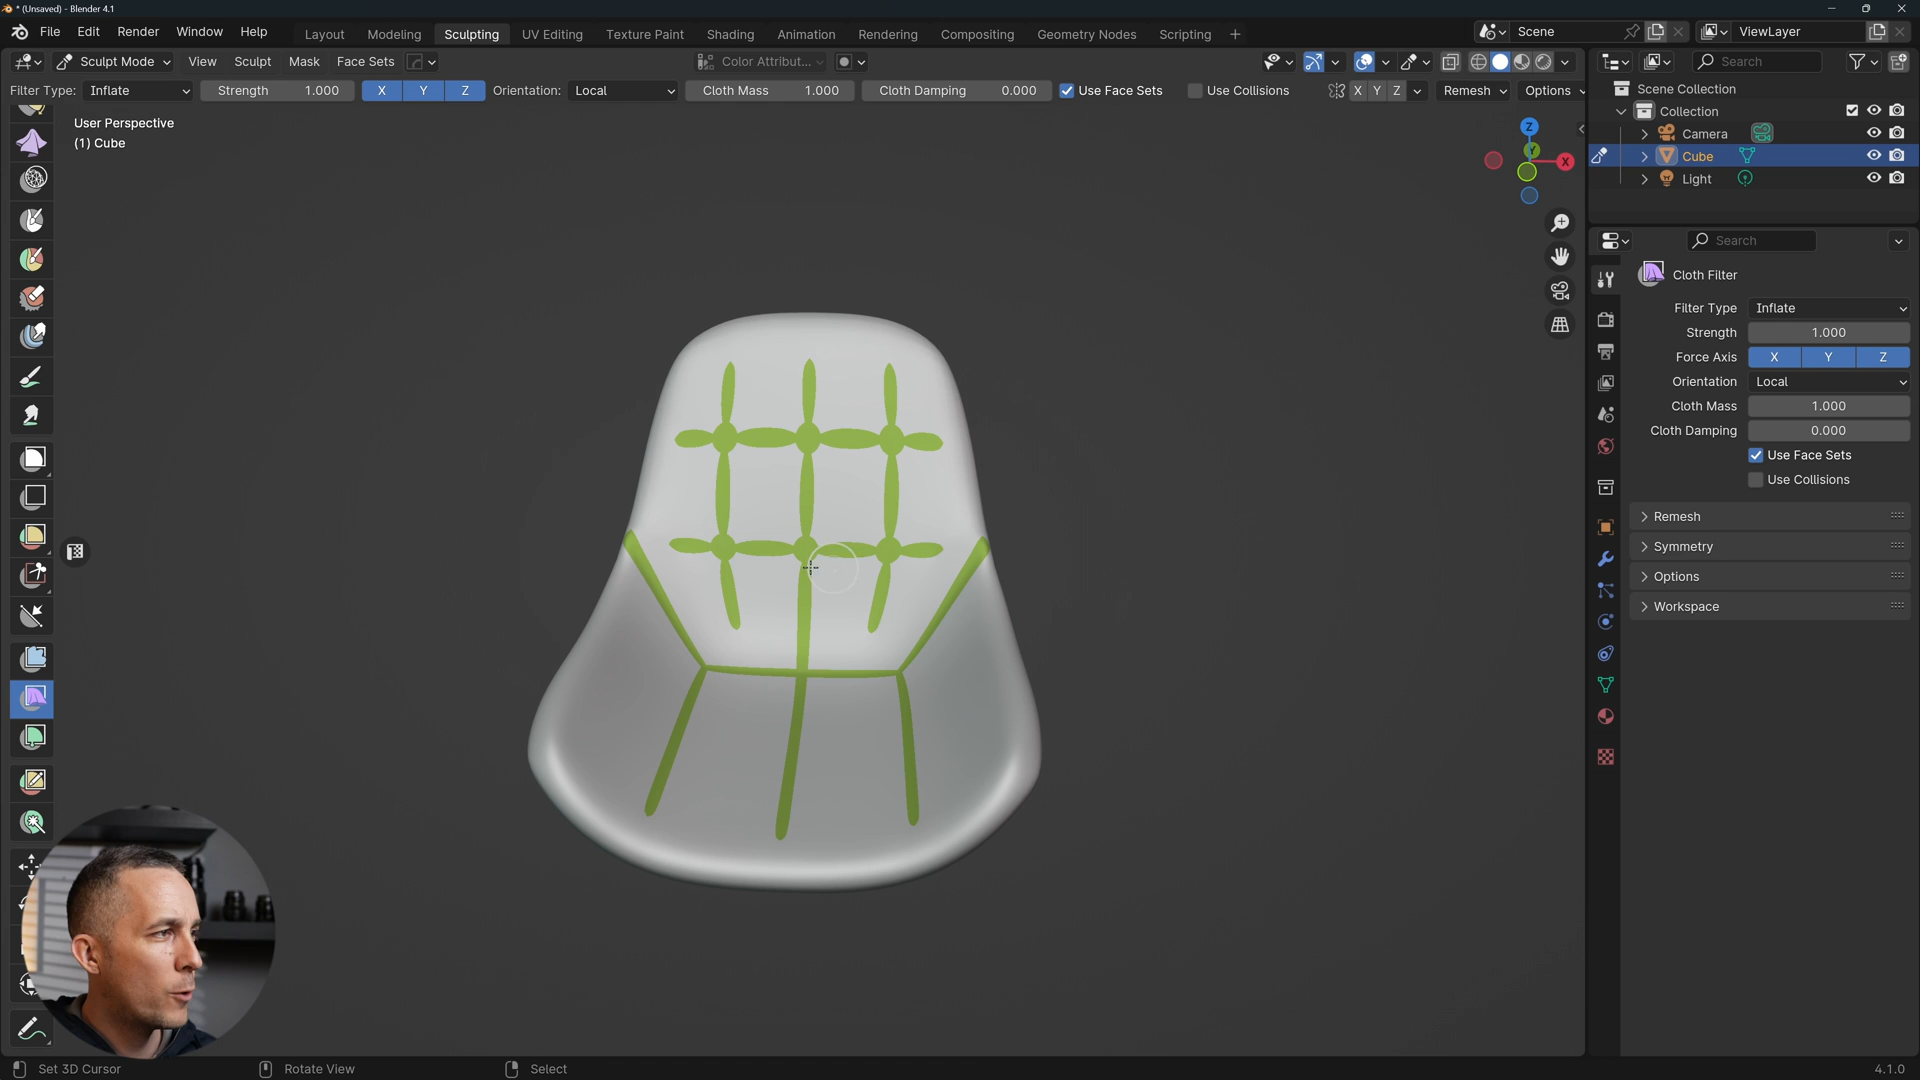 * (Unsaved) - Blender 4.1
File Edit Render Window Help Layout Modeling Sculpting UV Editing Texture Paint Shading Animation Rendering Compositing Geometry Nodes Scripting + Scene ViewLayer
Sculpt Mode View Sculpt Mask Face Sets Color Attribut... Search
Filter Type: Inflate Strength 1.000 X Y Z Orientation: Local Cloth Mass 1.000 Cloth Damping 0.000 Use Face Sets Use Collisions X Y Z Remesh Options
Scene Collection
Collection
Camera
Cube
Light
User Perspective
(1) Cube
Z
Y
X
Search
Cloth Filter
Filter Type Inflate
Strength 1.000
Force Axis X Y Z
Orientation Local
Cloth Mass 1.000
Cloth Damping 0.000
Use Face Sets
Use Collisions
Remesh
Symmetry
Options
Workspace
Set 3D Cursor Rotate View Select 4.1.0